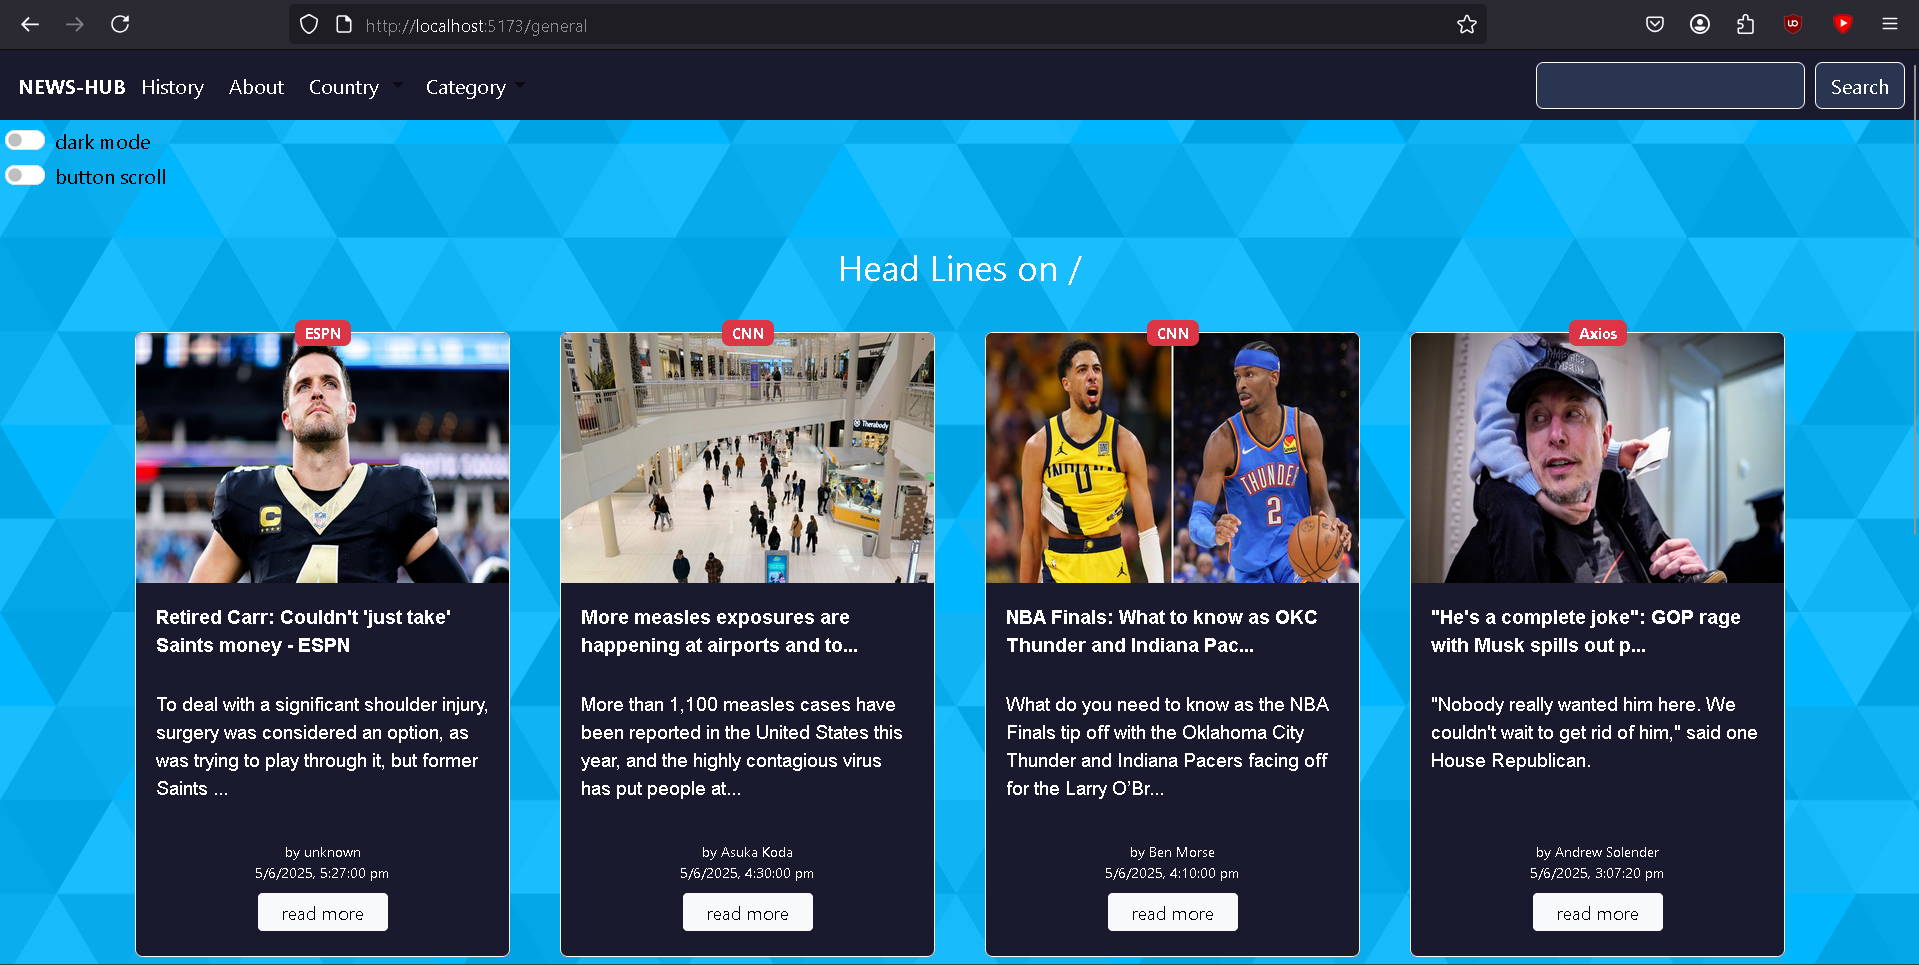 http://localhost:5173/general
NEWS-HUB History About Country Category Search
dark mode
button scroll
Head Lines on /
ESPN
Retired Carr: Couldn't 'just take'
Saints money - ESPN
To deal with a significant shoulder injury,
surgery was considered an option, as
was trying to play through it, but former
Saints ...
by unknown
5/6/2025, 5:27:00 pm
read more
CNN
Therabody
More measles exposures are
happening at airports and to...
More than 1,100 measles cases have
been reported in the United States this
year, and the highly contagious virus
has put people at...
by Asuka Koda
5/6/2025, 4:30:00 pm
read more
CNN
INDIANA
0
THUNDER
2
NBA Finals: What to know as OKC
Thunder and Indiana Pac...
What do you need to know as the NBA
Finals tip off with the Oklahoma City
Thunder and Indiana Pacers facing off
for the Larry O’Br...
by Ben Morse
5/6/2025, 4:10:00 pm
read more
Axios
"He's a complete joke": GOP rage
with Musk spills out p...
"Nobody really wanted him here. We
couldn't wait to get rid of him," said one
House Republican.
by Andrew Solender
5/6/2025, 3:07:20 pm
read more